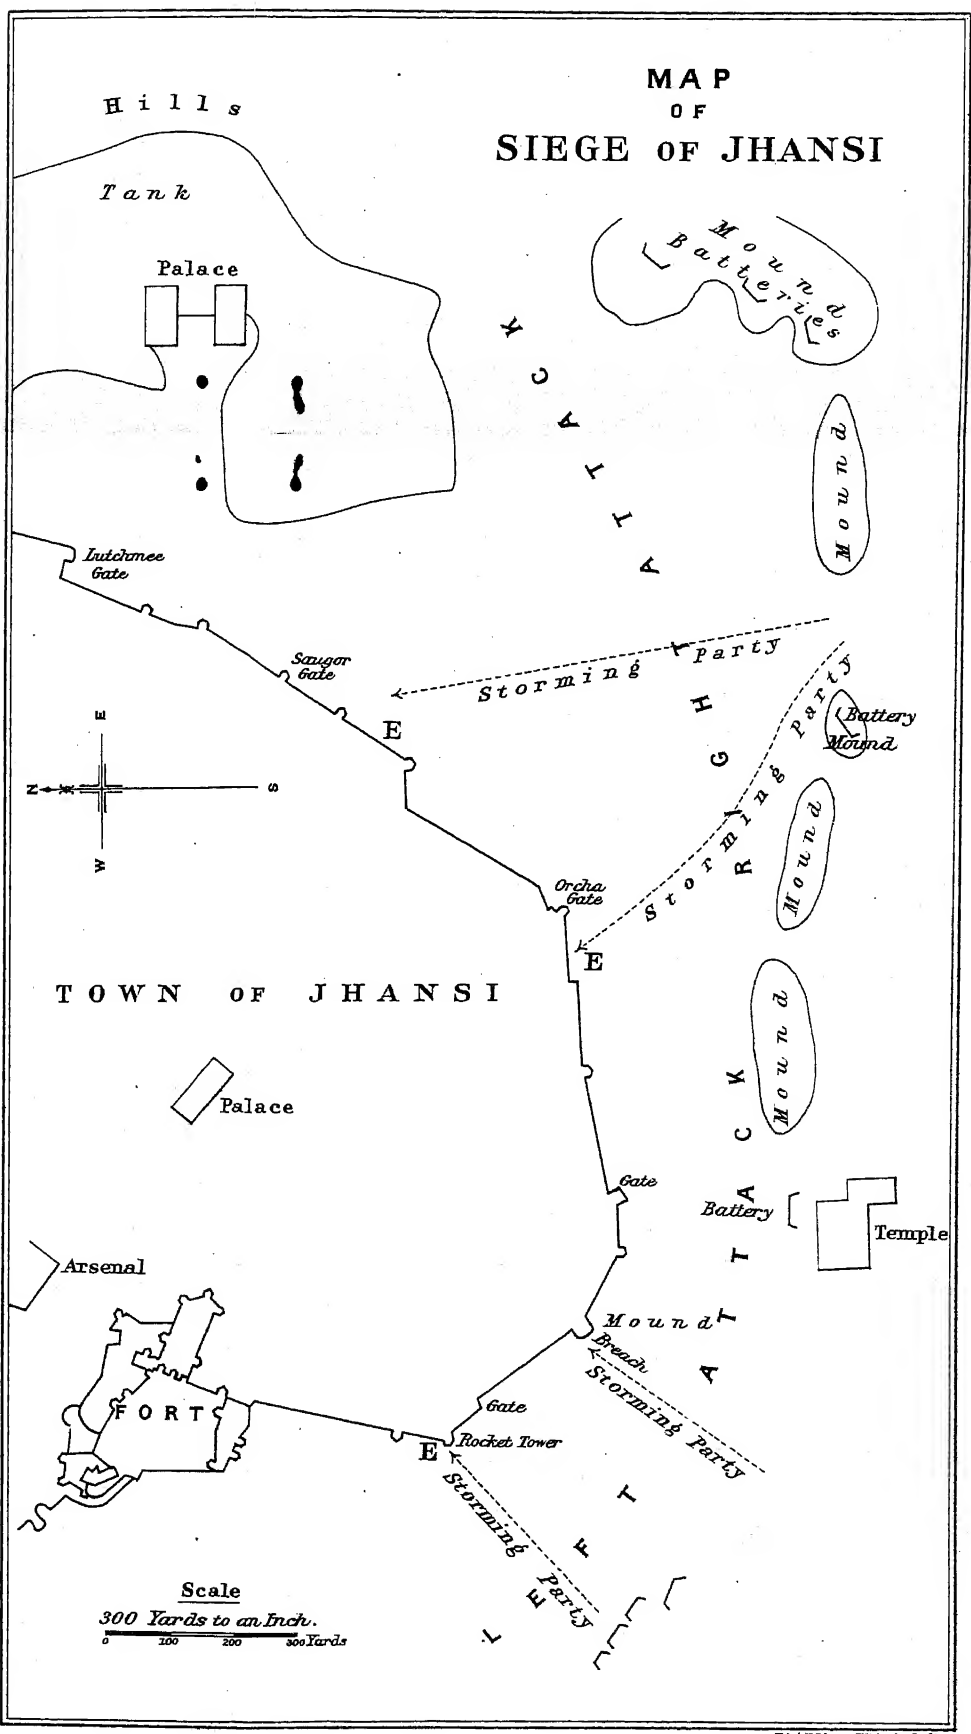 MAP
OF
SIEGE OF JHANSI
Hills
Tank
Palace
Mound
Batteries
RIGHT ATTACK
Mound
Lutchmee
Gate
Saugor
Gate
Storming Party
E
Storming Party
Battery
Mound
E
N
S
W
Mound
Orcha
Gate
E
TOWN OF JHANSI
Mound
Palace
Gate
Battery
Temple
LEFT ATTACK
Arsenal
Mound
Breach
Storming Party
FORT
Gate
Rocket Tower
E
Storming Party
Scale
300 Yards to an Inch.
0 100 200 300 Yards